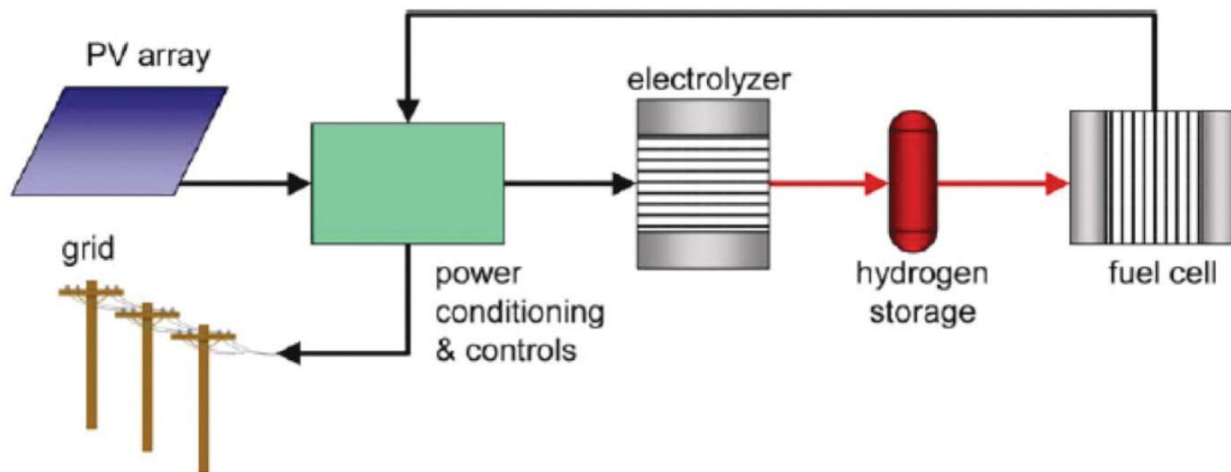 PV array
electrolyzer
grid
power
conditioning
& controls
hydrogen
storage
fuel cell